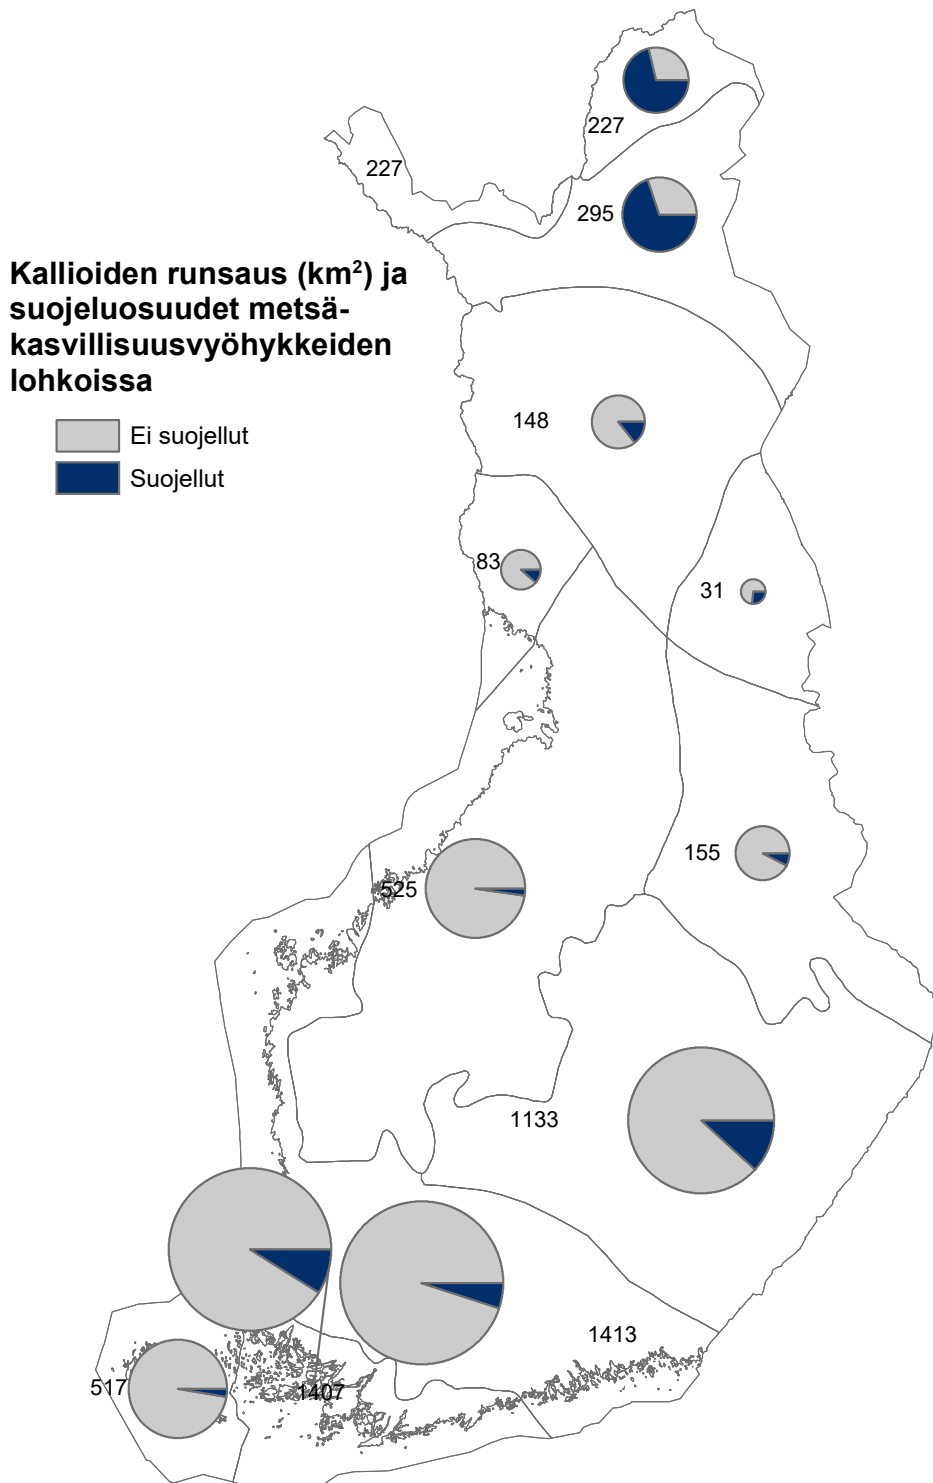 227
227
295
Kallioiden runsaus (km²) ja
suojeluosuudet metsä-
kasvillisuusvyöhykkeiden
lohkoissa
Ei suojellut
Suojellut
148
83
31
155
525
1133
1413
517
1407